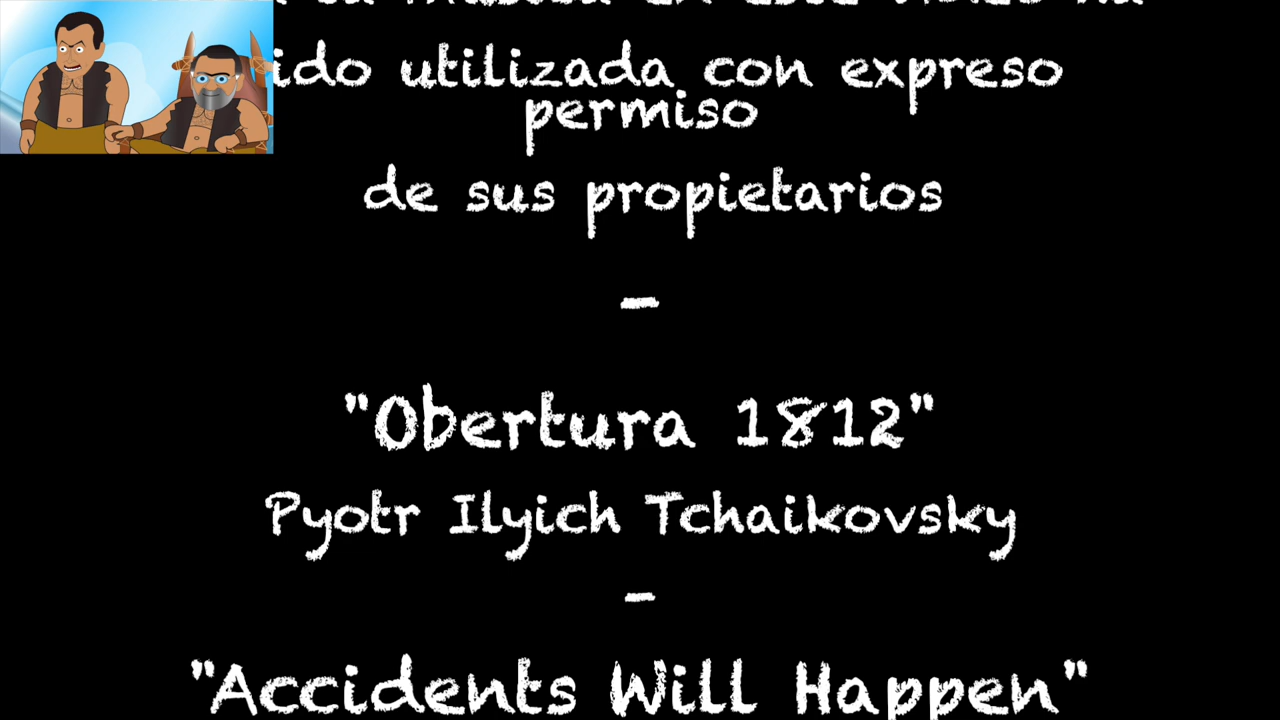 ido utilizada con expreso
permiso
de sus propietarios
-
"Obertura 1812"
Pyotr Ilyich Tchaikovsky
-
"Accidents Will Happen"